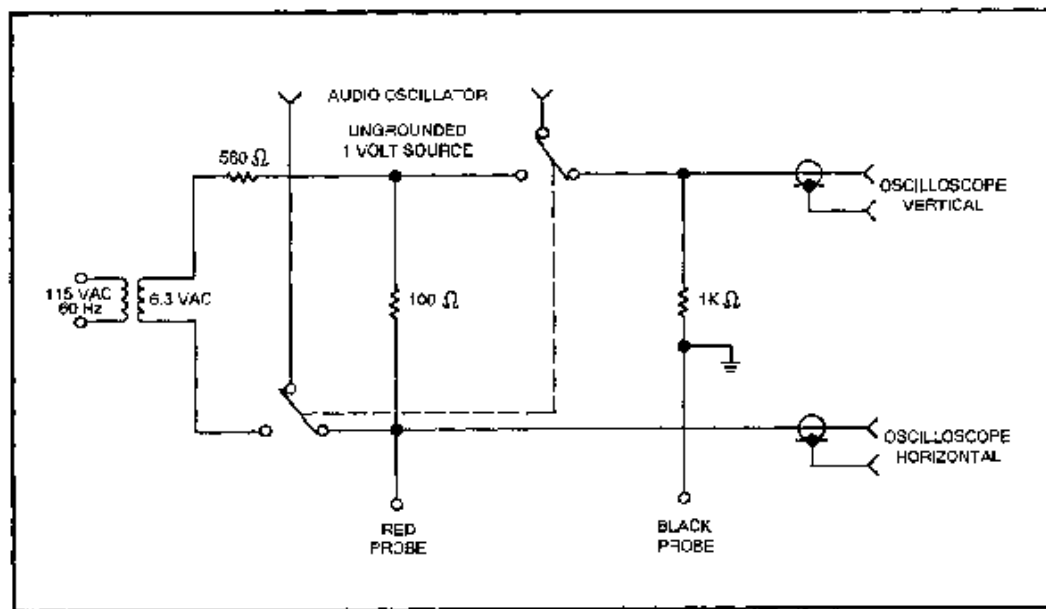 AUDIO OSCILLATOR
UNGROUNDED
1 VOLT SOURCE
560 Ω
OSCILLOSCOPE
VERTICAL
115 VAC
60 Hz
6.3 VAC
100 Ω
1K Ω
OSCILLOSCOPE
HORIZONTAL
RED
PROBE
BLACK
PROBE